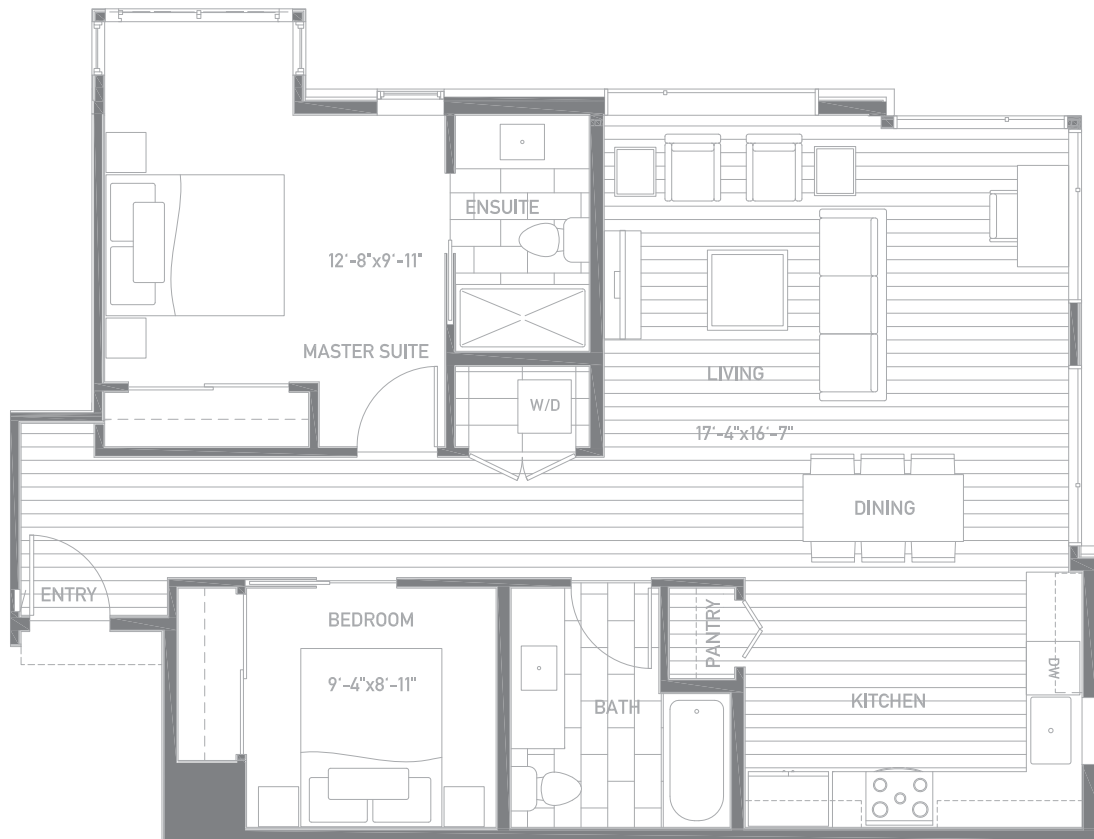 ENSUITE
12'-8"x9'-11"
MASTER SUITE
LIVING
W/D
17'-4"x16'-7"
DINING
ENTRY
BEDROOM
PANTRY
9'-4"x8'-11"
DW
BATH
KITCHEN